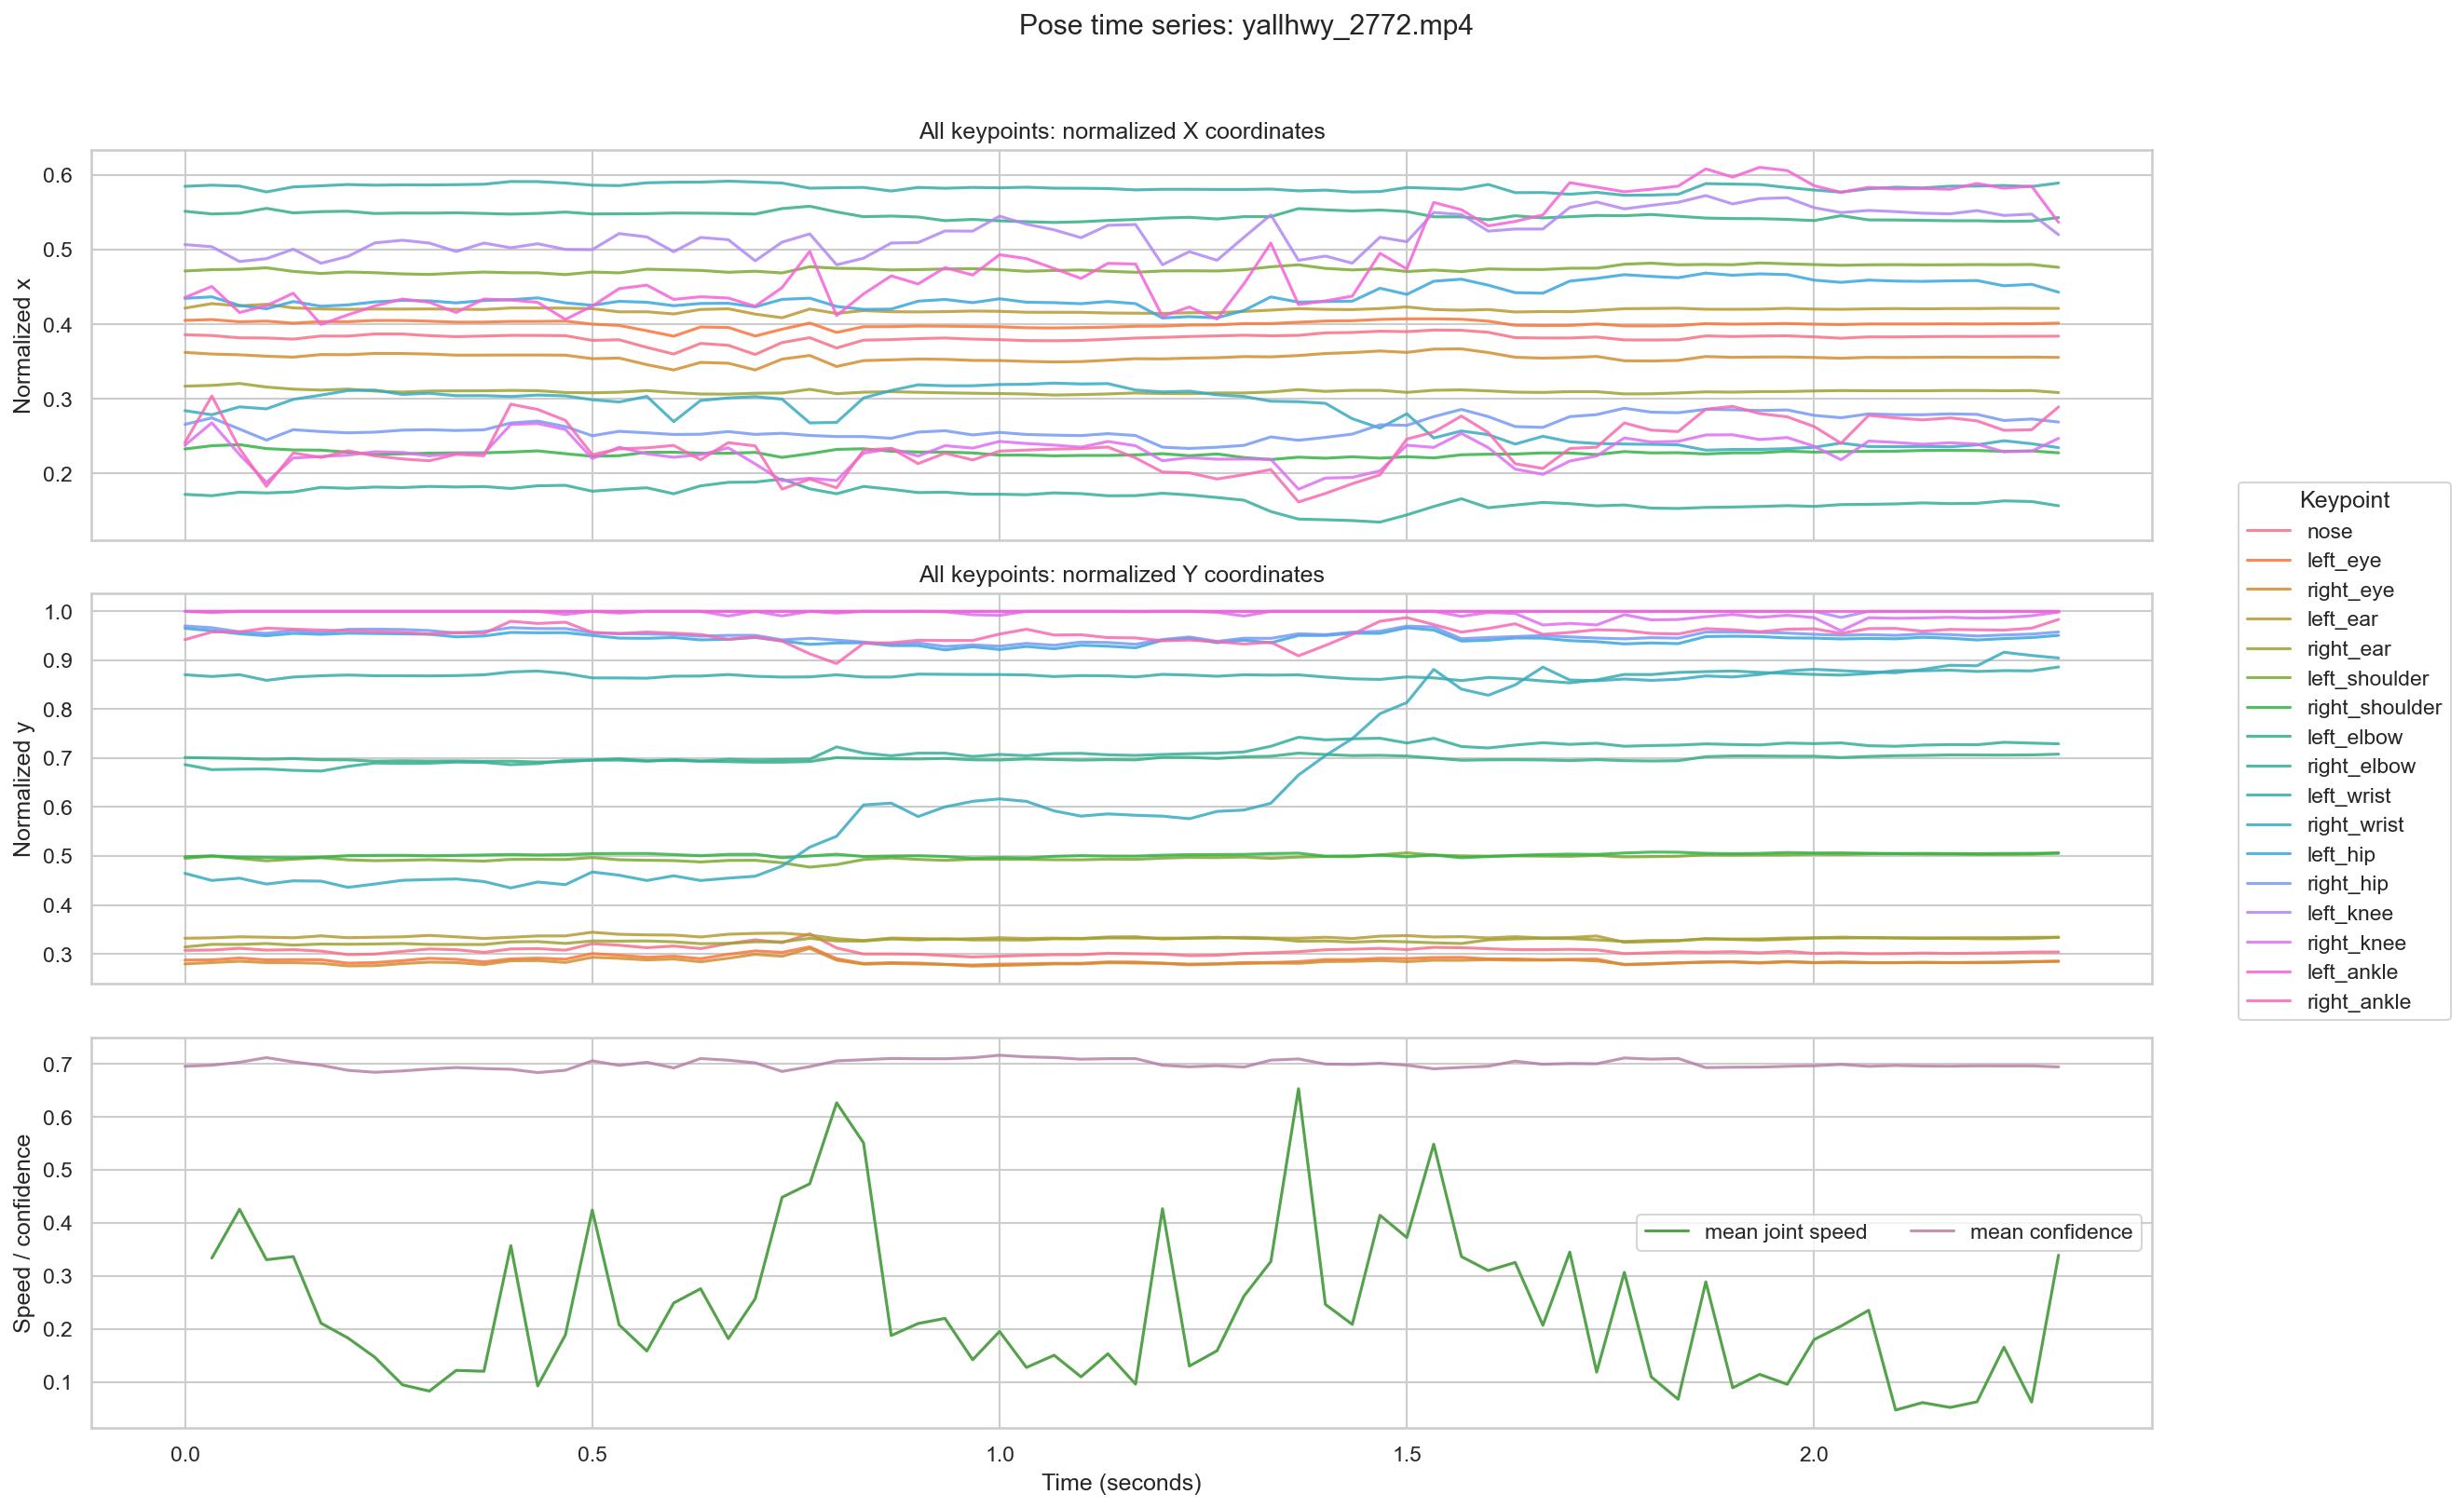 Pose time series: yallhwy_2772.mp4
All keypoints: normalized X coordinates
Normalized x
0.6
0.5
0.4
0.3
0.2
All keypoints: normalized Y coordinates
Normalized y
1.0
0.9
0.8
0.7
0.6
0.5
0.4
0.3
Speed / confidence
0.7
0.6
0.5
0.4
0.3
0.2
0.1
mean joint speed
mean confidence
0.0
0.5
1.0
1.5
2.0
Time (seconds)
Keypoint
nose
left_eye
right_eye
left_ear
right_ear
left_shoulder
right_shoulder
left_elbow
right_elbow
left_wrist
right_wrist
left_hip
right_hip
left_knee
right_knee
left_ankle
right_ankle